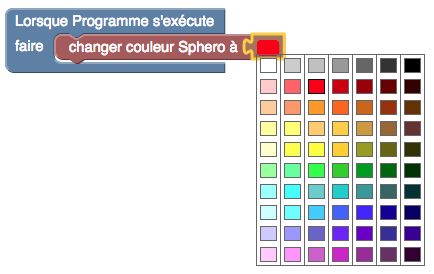 Lorsque Programme s'exécute
faire changer couleur Sphero à